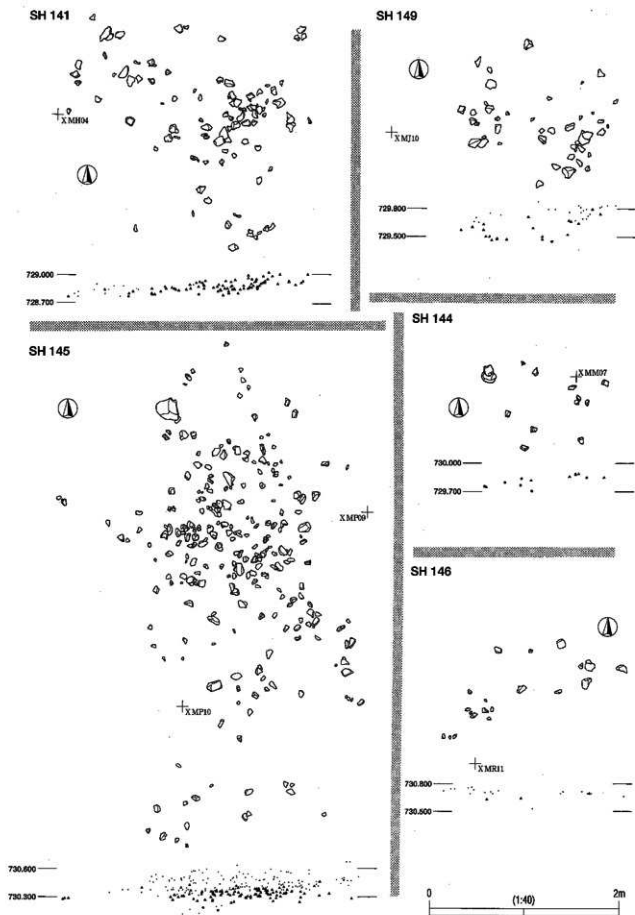 SH 141
XMH04
729.000
728.700
SH 149
XMJ10
729.800
729.500
SH 145
XMP09
XMP10
730.600
730.300
SH 144
XMM07
730.000
729.700
SH 146
XMR11
730.800
730.500
0 2m
(1:40)